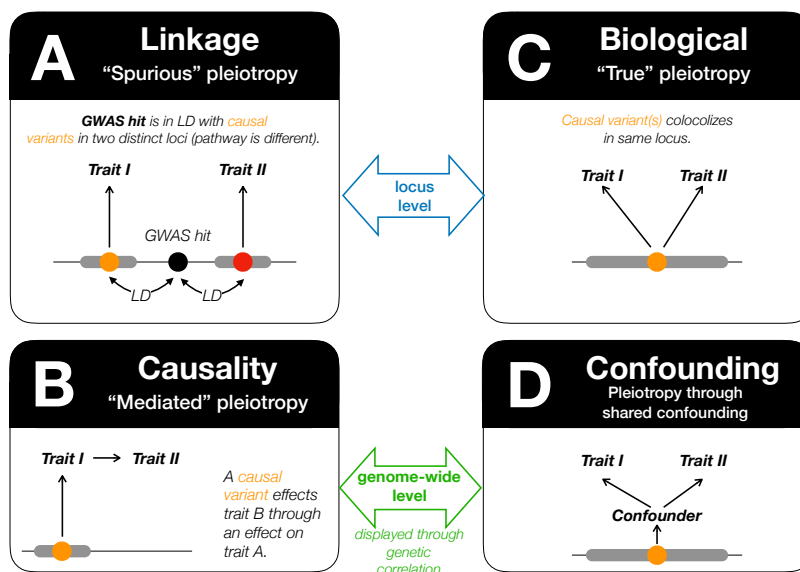 A
Linkage
“Spurious” pleiotropy
GWAS hit is in LD with causal
variants in two distinct loci (pathway is different).
Trait I
Trait II
GWAS hit
LD
LD
locus
level
C
Biological
“True” pleiotropy
Causal variant(s) colocolizes
in same locus.
Trait I
Trait II
B
Causality
“Mediated” pleiotropy
Trait I
Trait II
A causal
variant effects
trait B through
an effect on
trait A.
genome-wide
level
displayed through
genetic
correlation
D
Confounding
Pleiotropy through
shared confounding
Trait I
Trait II
Confounder